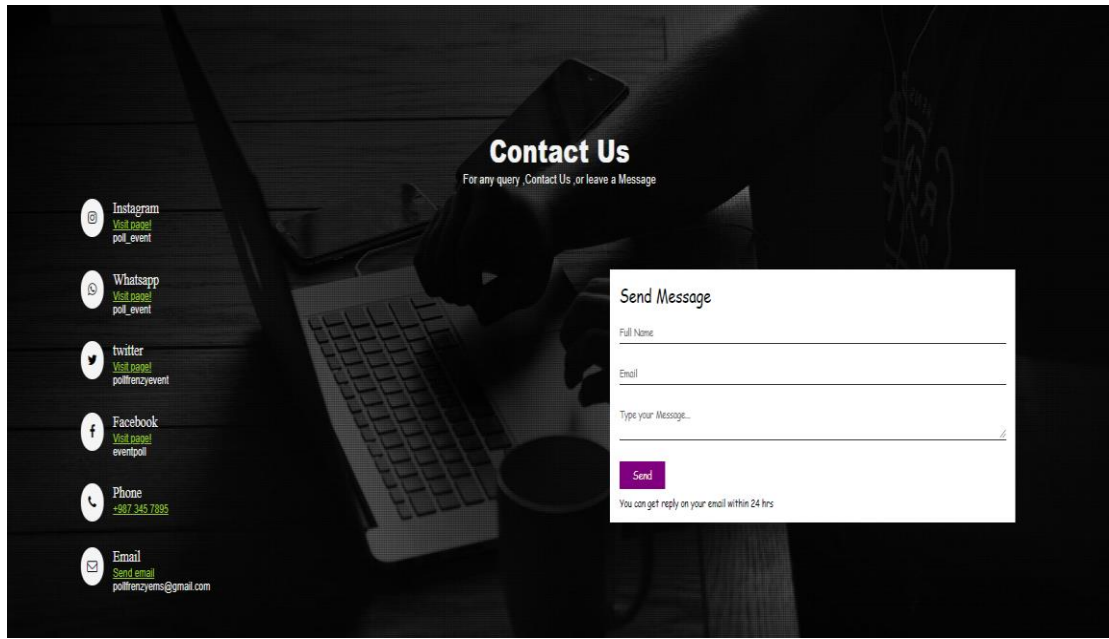 Contact Us
For any query ,Contact Us ,or leave a Message
Instagram
Visit page!
poll_event
Whatsapp
Visit page!
poll_event
twitter
Visit page!
pollfrenzyevent
Facebook
Visit page!
eventpoll
Phone
+987 345 7895
Email
Send email
pollfrenzyems@gmail.com
Send Message
Full Name
Email
Type your Message...
Send
You can get reply on your email within 24 hrs